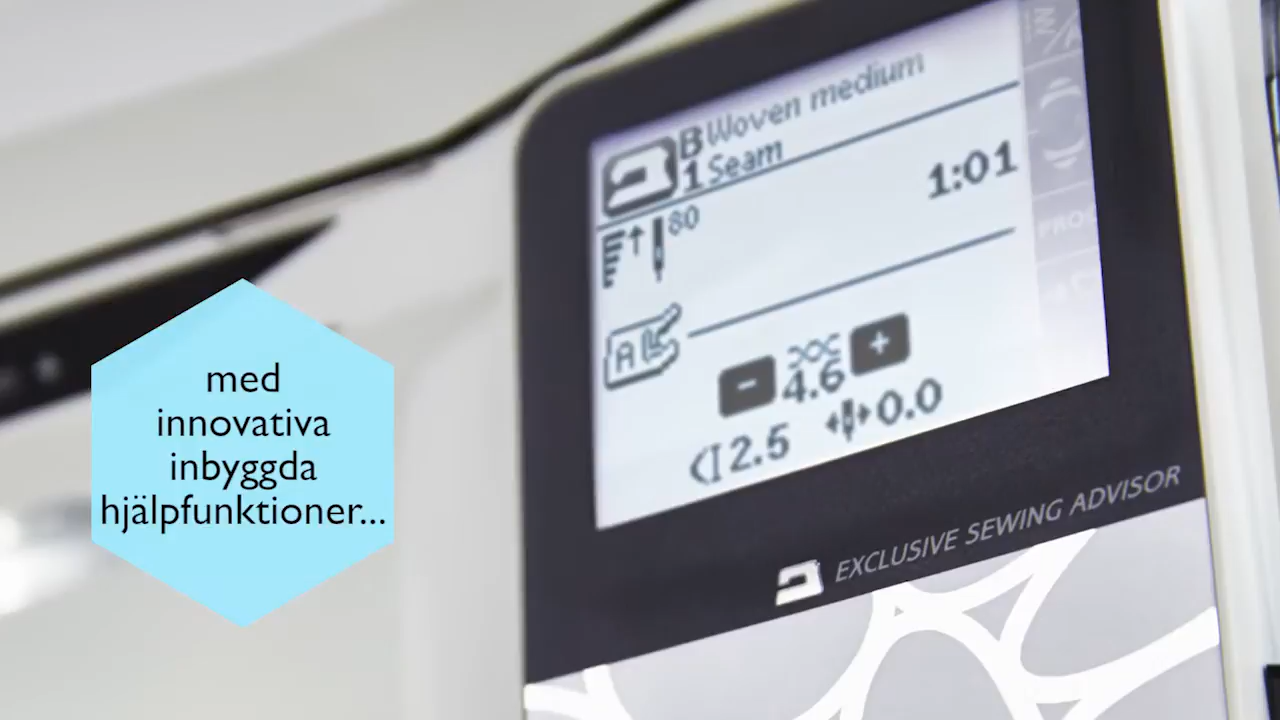 med
innovativa
inbyggda
hjälpfunktioner...
B Woven medium
1 Seam
1:01
80
A
- 4.6 +
2.5 0.0
EXCLUSIVE SEWING ADVISOR